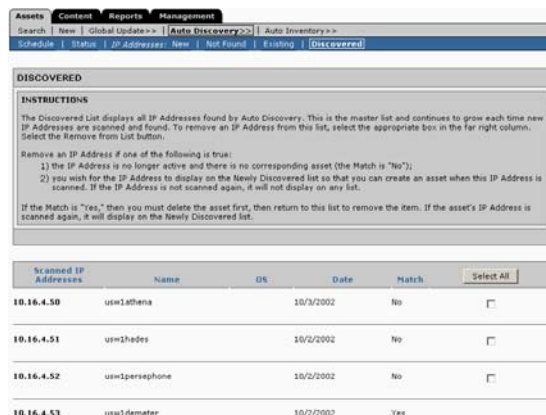 Assets Content Reports Management
Search | New | Global Update>> | Auto Discovery>> | Auto Inventory>>
Schedule | Status | IP Addresses: New | Not Found | Existing | Discovered
DISCOVERED
INSTRUCTIONS
The Discovered List displays all IP Addresses found by Auto Discovery. This is the master list and continues to grow each time new
IP Addresses are scanned and found. To remove an IP Address from this list, select the appropriate box in the far right column.
Select the Remove from List button.
Remove an IP Address if one of the following is true:
1) the IP Address is no longer active and there is no corresponding asset (the Match is "No");
2) you wish for the IP Address to display on the Newly Discovered list so that you can create an asset when this IP Address is
scanned. If the IP Address is not scanned again, it will not display on any list.
If the Match is "Yes," then you must delete the asset first, then return to this list to remove the item. If the asset's IP Address is
scanned again, it will display on the Newly Discovered list.
Scanned IP
Addresses Name OS Date Match Select All
10.16.4.50 usw1athena 10/3/2002 No
10.16.4.51 usw1hades 10/2/2002 No
10.16.4.52 usw1persephone 10/2/2002 No
10.16.4.53 usw1demeter 10/2/2002 Yes